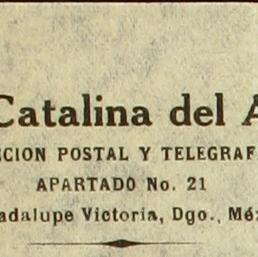 Catalina del A
CION POSTAL Y TELEGRAF
APARTADO No. 21
adalupe Victoria, Dgo., Méx